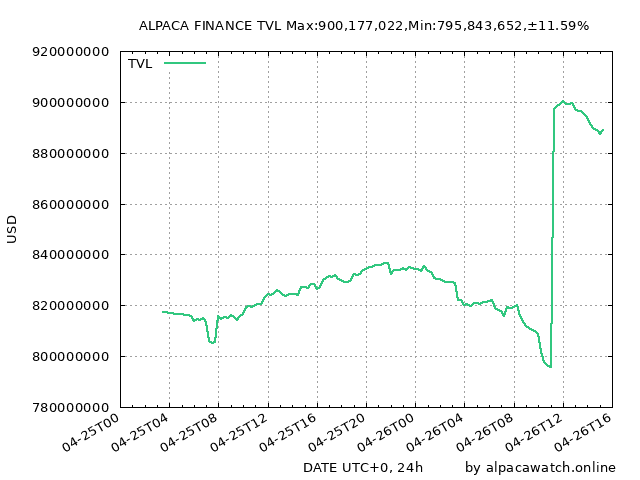 ALPACA FINANCE TVL Max:900,177,022,Min:795,843,652,±11.59%
TVL
920000000
900000000
880000000
860000000
840000000
820000000
800000000
780000000
USD
04-25T00
04-25T04
04-25T08
04-25T12
04-25T16
04-25T20
04-26T00
04-26T04
04-26T08
04-26T12
04-26T16
DATE UTC+0, 24h
by alpacawatch.online